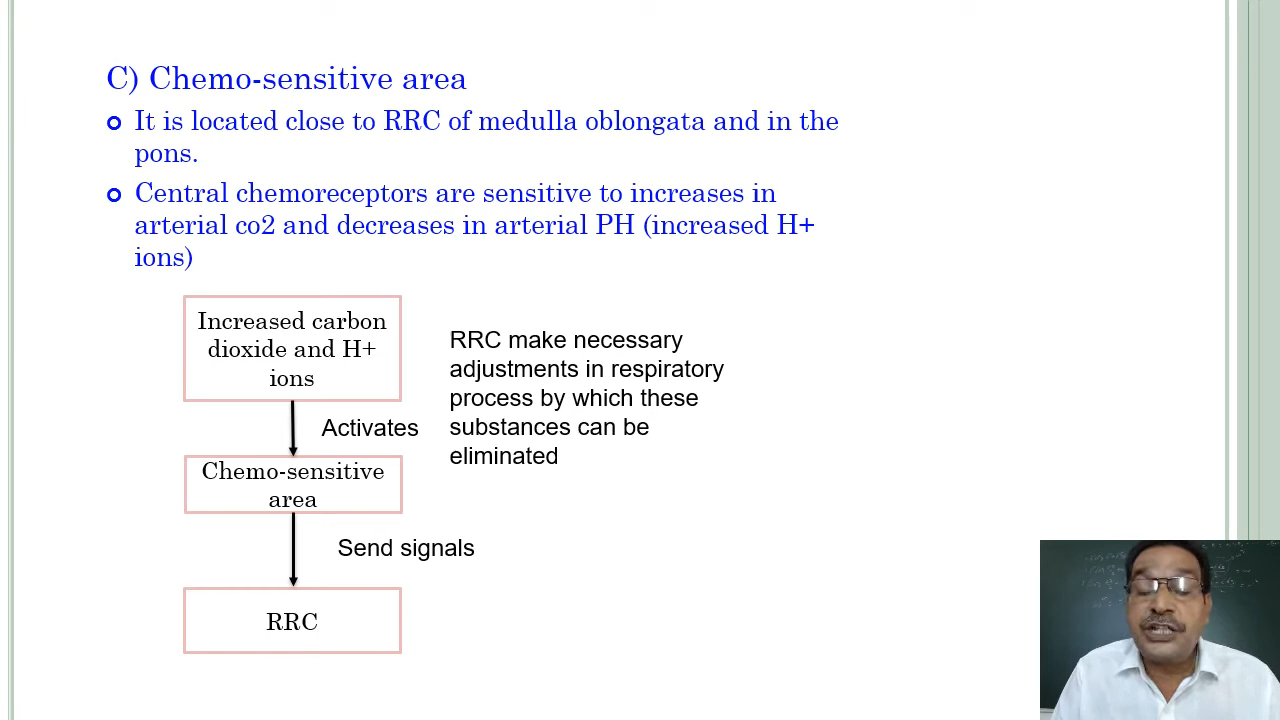 C) Chemo-sensitive area
It is located close to RRC of medulla oblongata and in the
pons.
Central chemoreceptors are sensitive to increases in
arterial co2 and decreases in arterial PH (increased H+
ions)
Increased carbon
dioxide and H+
ions
RRC make necessary
adjustments in respiratory
process by which these
substances can be
eliminated
Activates
Chemo-sensitive
area
Send signals
RRC